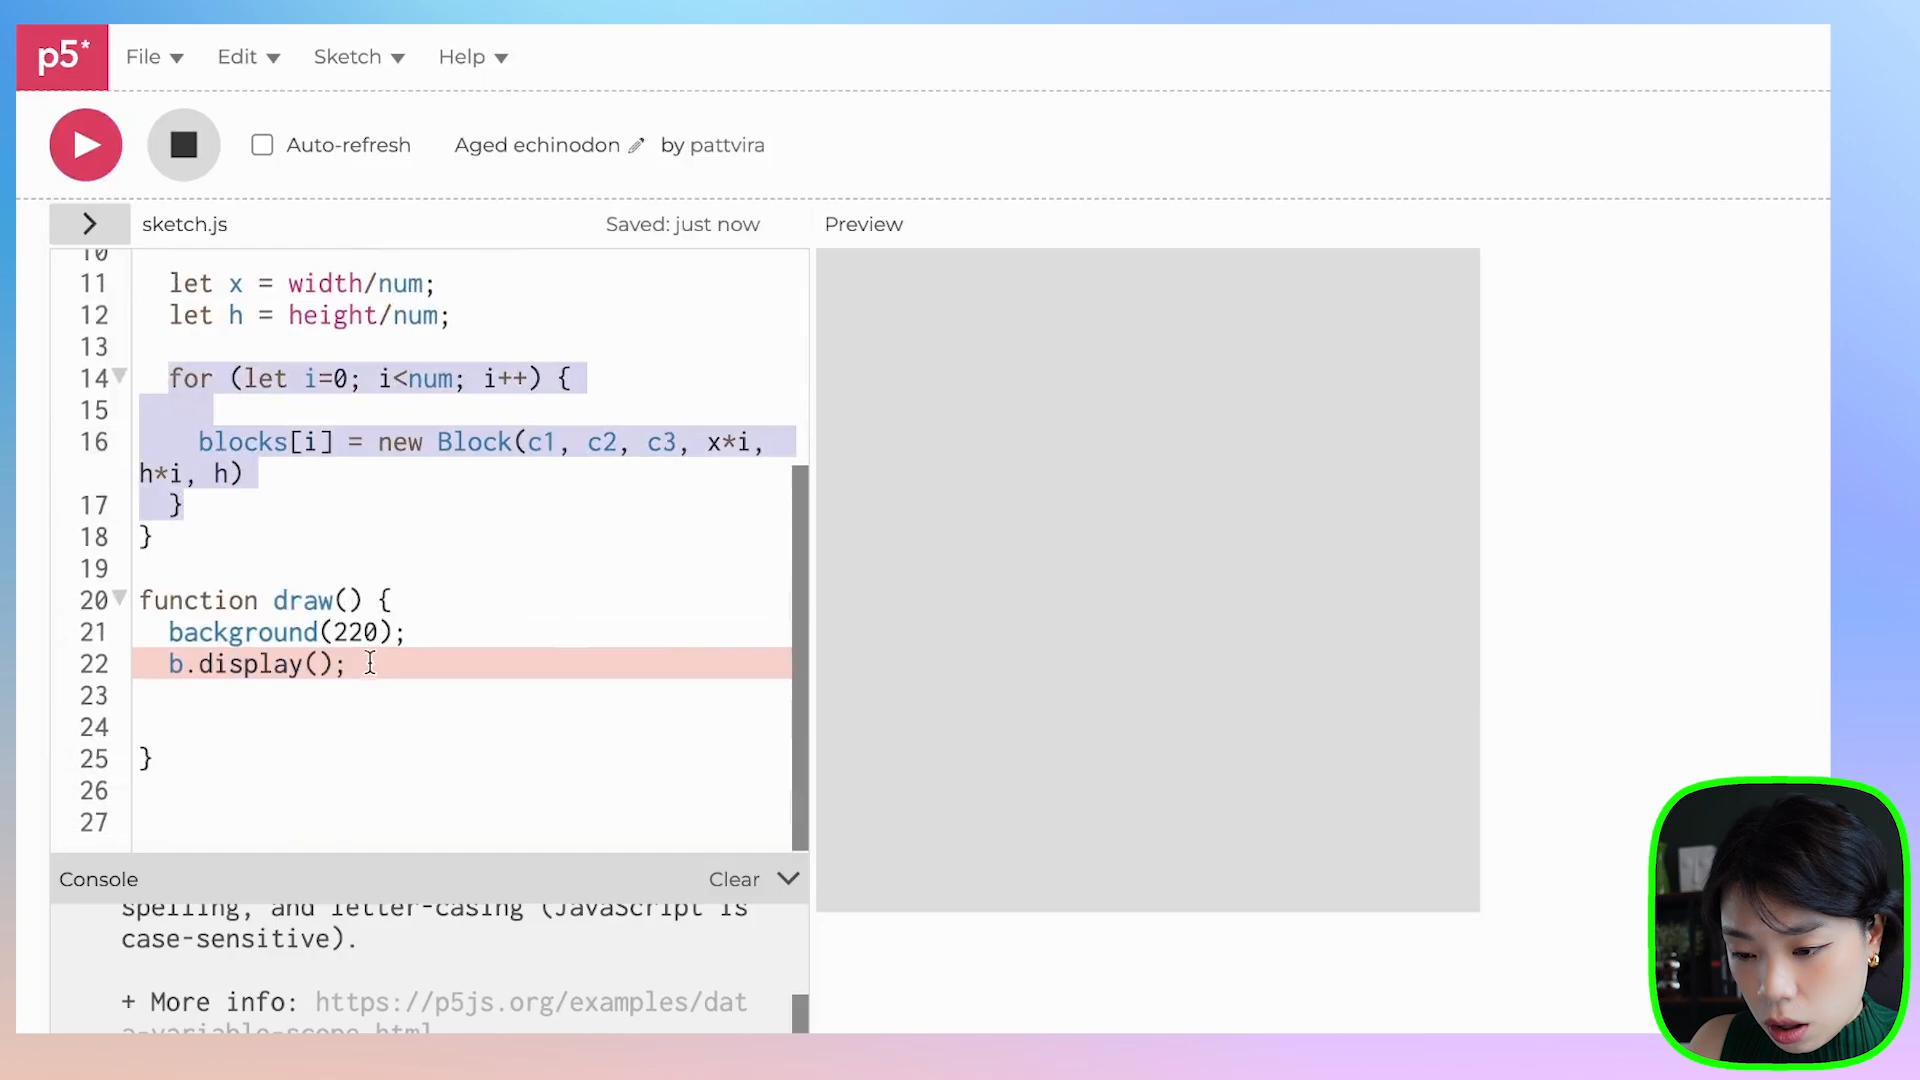 p5*
File
Edit
Sketch
Help
Auto-refresh
Aged echinodon
by pattvira
sketch.js
Saved: just now
Preview
10
11 let x = width/num;
12 let h = height/num;
13
14 for (let i=0; i<num; i++) {
15
16 blocks[i] = new Block(c1, c2, c3, x*i,
h*i, h)
17 }
18 }
19
20 function draw() {
21 background(220);
22 b.display();
23
24
25 }
26
27
Console
Clear
spelling, and letter-casing (JavaScript is
case-sensitive).
+ More info: https://p5js.org/examples/dat
a-variable-scope.html